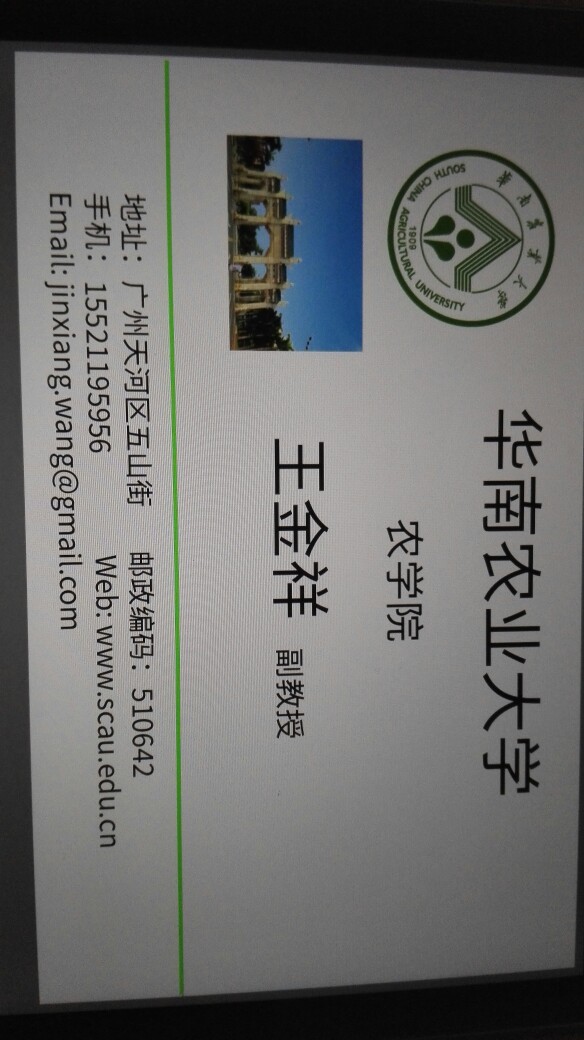 华南农业大学
SOUTH CHINA AGRICULTURAL UNIVERSITY
1909
华南农业大学
农学院
王金祥 副教授
地址：广州天河区五山街 邮政编码：510642
手机：15521195956 Web: www.scau.edu.cn
Email: jinxiang.wang@gmail.com